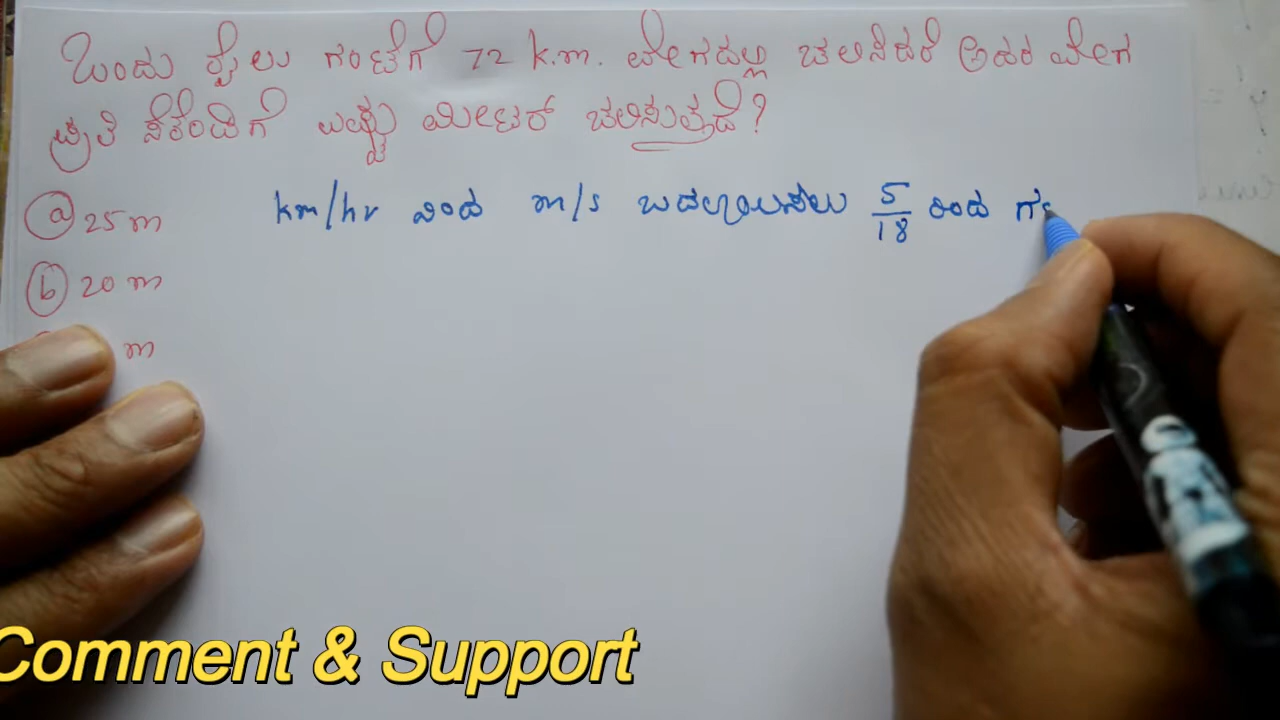 ಒಂದು ರೈಲು ಗಂಟೆಗೆ 72 k.m. ವೇಗದಲ್ಲಿ ಚಲಿಸಿದರೆ ಅದರ ವೇಗ
ಪ್ರತಿ ಸೆಕೆಂಡಿಗೆ ಎಷ್ಟು ಮೀಟರ್ ಚಲಿಸುತ್ತದೆ?
km/hr ನಿಂದ m/s ಬದಲಾಯಿಸಲು 5/18 ರಿಂದ
a 25 m
b 20 m
m
Comment & Support